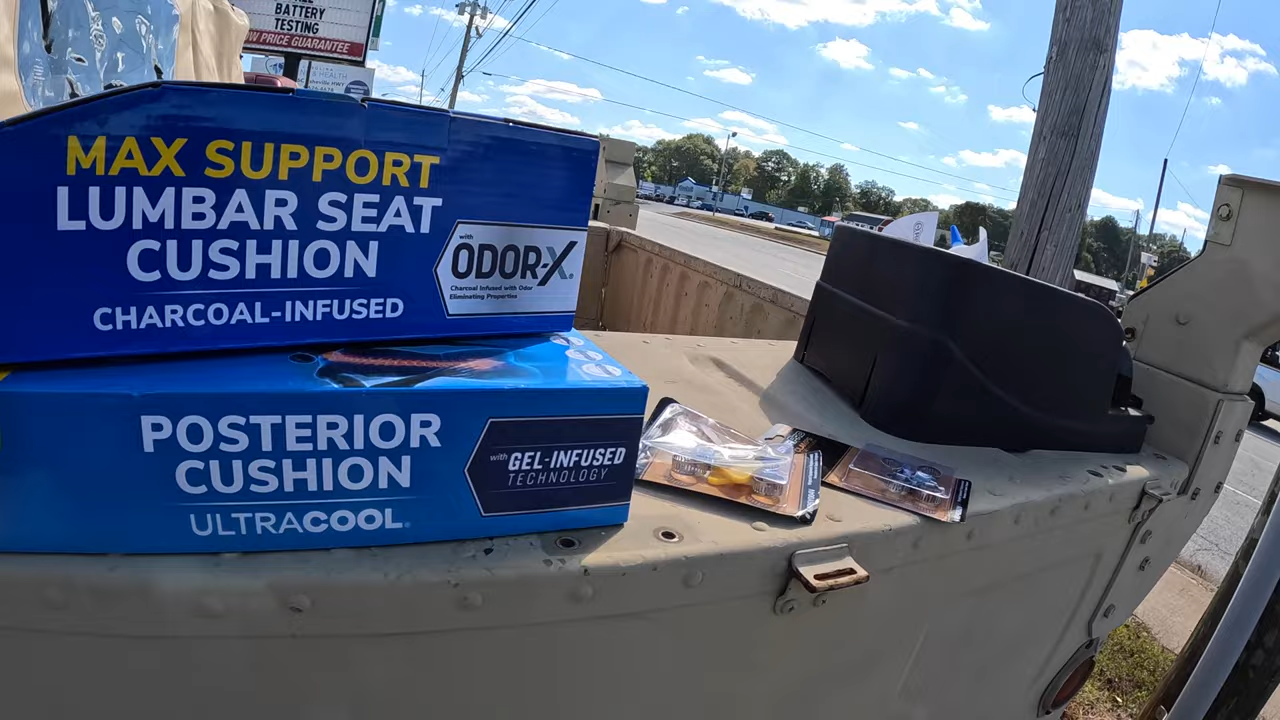 BATTERY
TESTING
LOW PRICE GUARANTEE
& HEALTH
MAX SUPPORT
LUMBAR SEAT
CUSHION
CHARCOAL-INFUSED
with
ODOR-X
Charcoal Infused with Odor
Eliminating Properties
POSTERIOR
CUSHION
ULTRACOOL
with GEL-INFUSED
TECHNOLOGY